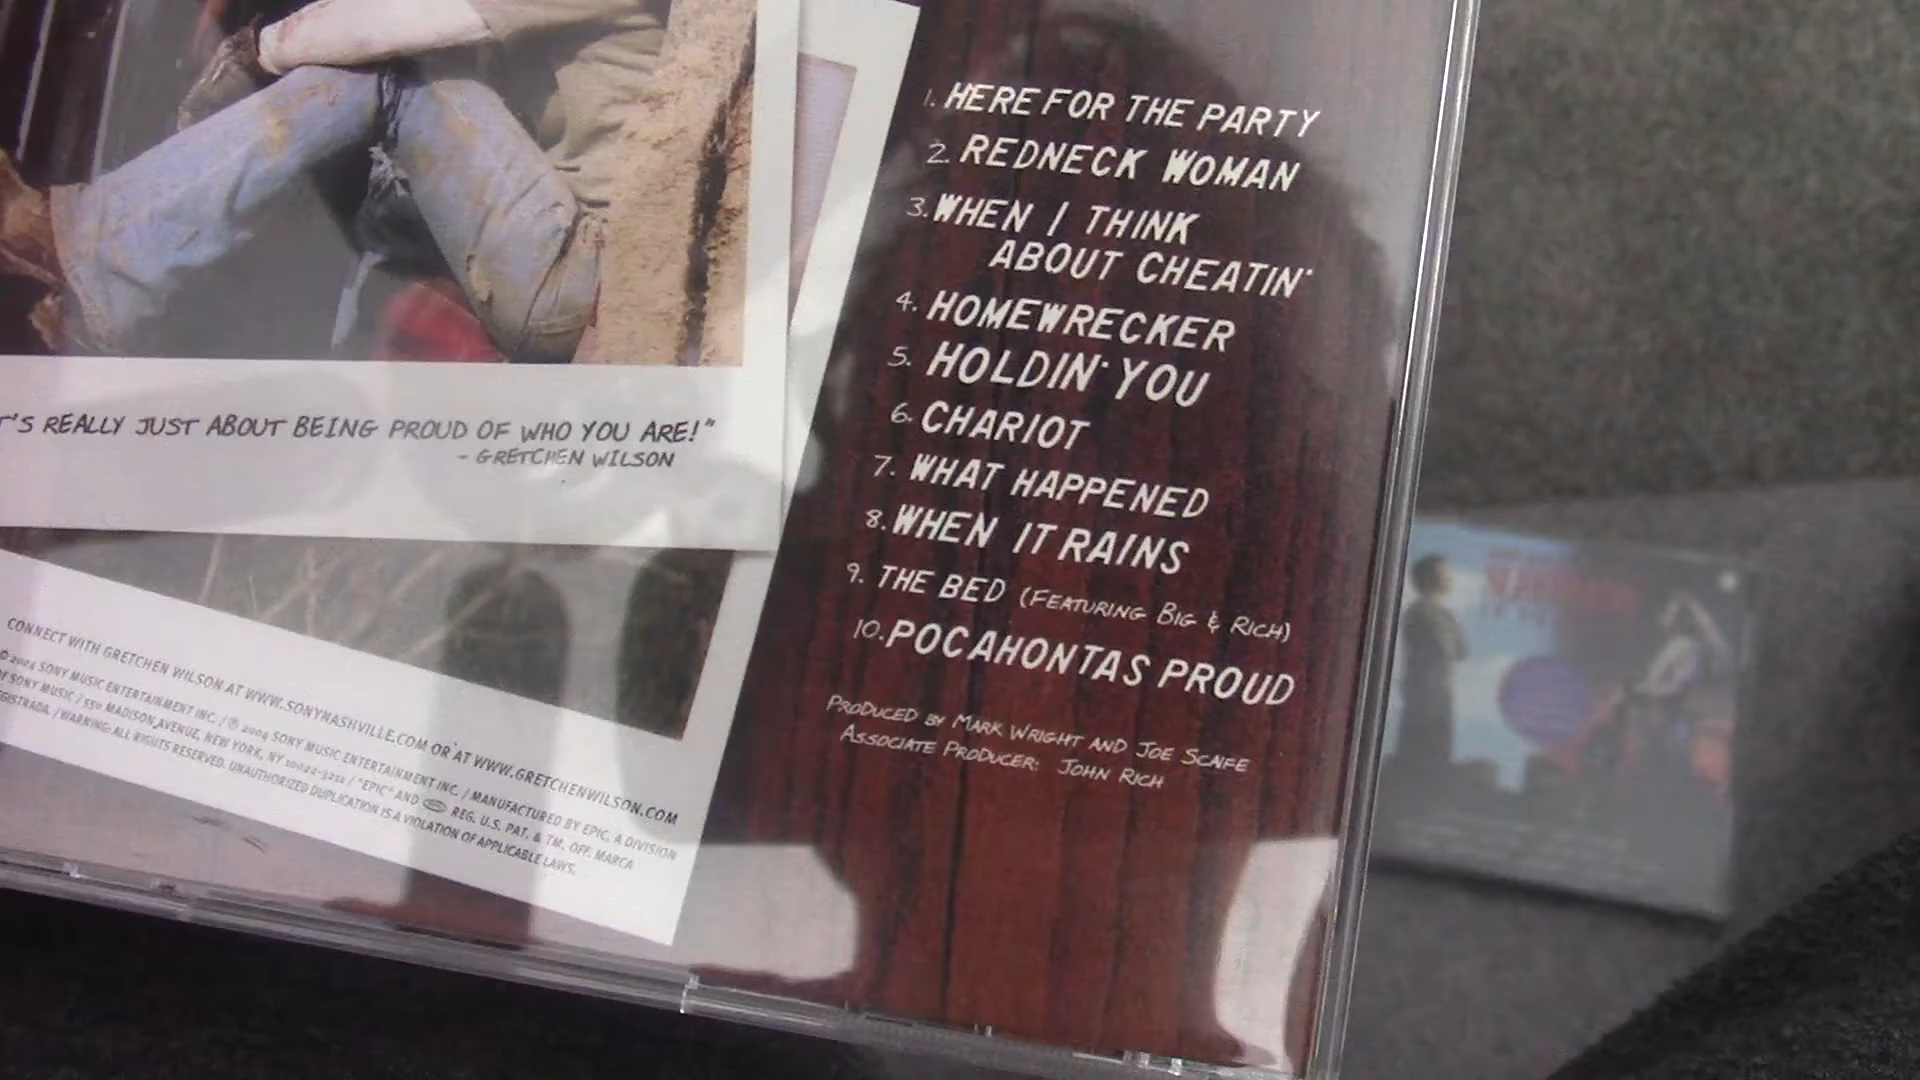 1. HERE FOR THE PARTY
2. REDNECK WOMAN
3. WHEN I THINK
ABOUT CHEATIN'
4. HOMEWRECKER
5. HOLDIN' YOU
6. CHARIOT
7. WHAT HAPPENED
8. WHEN IT RAINS
9. THE BED (FEATURING BIG & RICH)
10. POCAHONTAS PROUD
PRODUCED BY MARK WRIGHT AND JOE SCAIFE
ASSOCIATE PRODUCER: JOHN RICH
T'S REALLY JUST ABOUT BEING PROUD OF WHO YOU ARE!"
- GRETCHEN WILSON
CONNECT WITH GRETCHEN WILSON AT WWW.SONYNASHVILLE.COM OR AT WWW.GRETCHENWILSON.COM
© 2004 SONY MUSIC ENTERTAINMENT INC. / ℗ 2004 SONY MUSIC ENTERTAINMENT INC. / MANUFACTURED BY EPIC, A DIVISION
OF SONY MUSIC / 550 MADISON AVENUE, NEW YORK, NY 10022-3211 / "EPIC" AND REG. U.S. PAT. & TM. OFF. MARCA
REGISTRADA. / WARNING: ALL RIGHTS RESERVED. UNAUTHORIZED DUPLICATION IS A VIOLATION OF APPLICABLE LAWS.